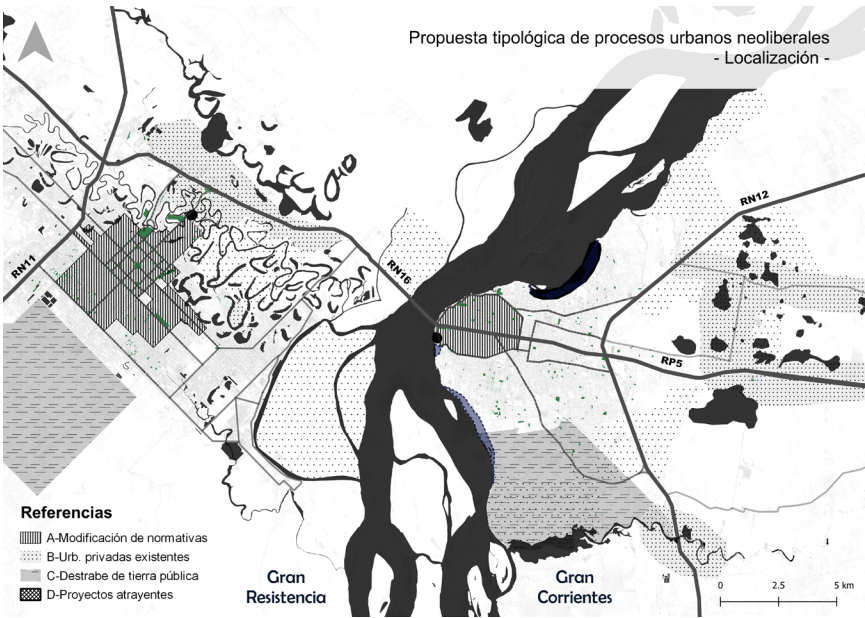 Propuesta tipológica de procesos urbanos neoliberales
- Localización -
RN12
RN11
RN16
RP5
Referencias
A-Modificación de normativas
B-Urb. privadas existentes
C-Destrabe de tierra pública
D-Proyectos atrayentes
Gran
Resistencia
Gran
Corrientes
0 2.5 5 km